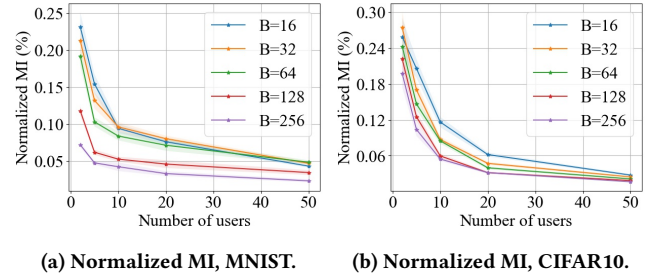 0.25
0.20
0.15
0.10
0.05
Normalized MI (%)
B=16
B=32
B=64
B=128
B=256
0 10 20 30 40 50
Number of users
(a) Normalized MI, MNIST.
0.30
0.24
0.18
0.12
0.06
Normalized MI (%)
B=16
B=32
B=64
B=128
B=256
0 10 20 30 40 50
Number of users
(b) Normalized MI, CIFAR10.